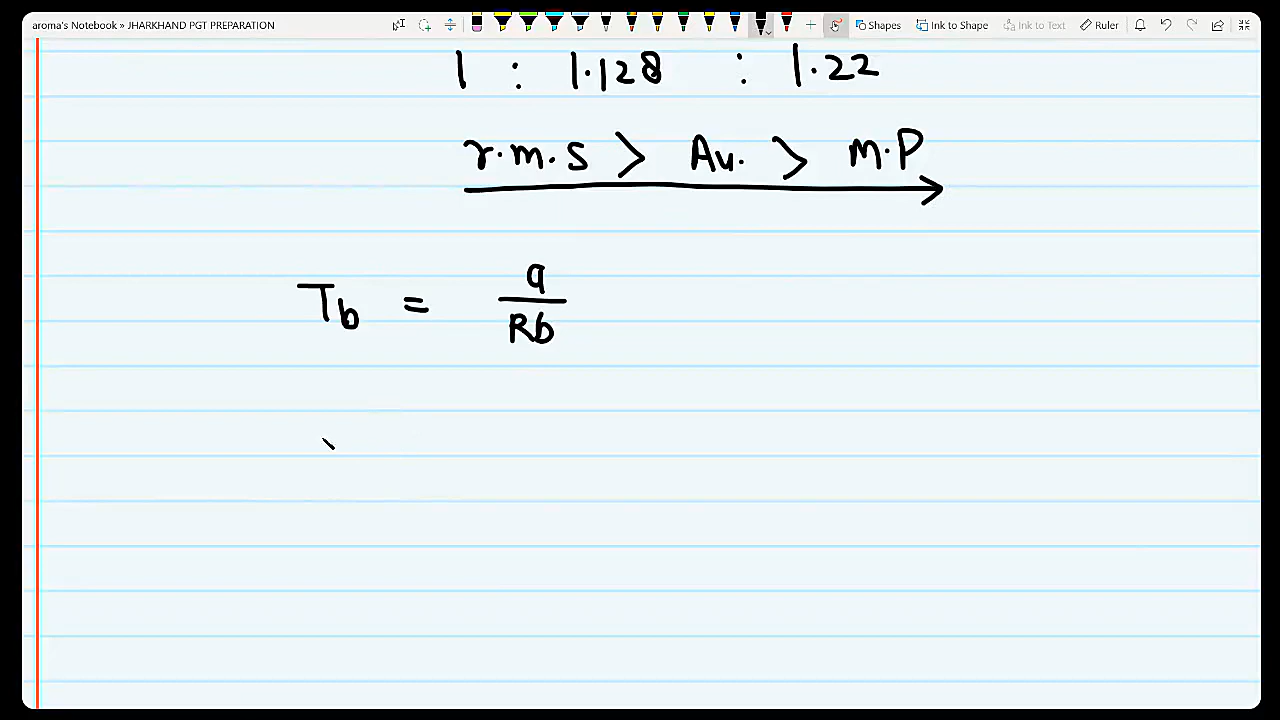 aroma's Notebook » JHARKHAND PGT PREPARATION Shapes Ink to Shape Ink to Text Ruler
1 : 1.128 : 1.22
r.m.s > Av. > m.P
Tb = a
Rb